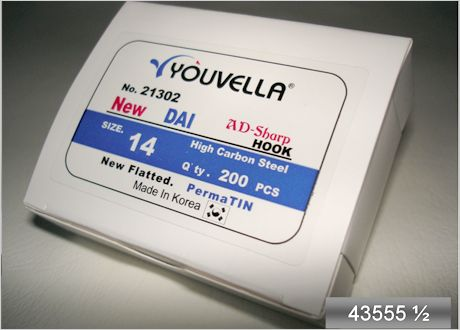 YOUVELLA®
No. 21302
New DAI AD-Sharp HOOK
SIZE. 14 High Carbon Steel
Q'ty. 200 PCS
New Flatted. PermaTIN
Made In Korea
43555 ½